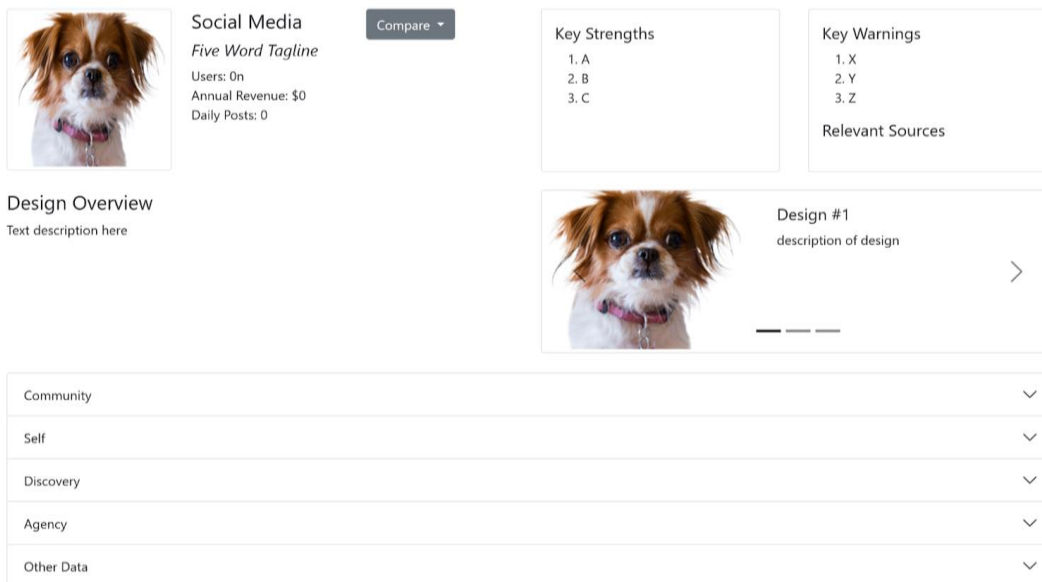 Social Media
Five Word Tagline
Users: 0n
Annual Revenue: $0
Daily Posts: 0
Compare
Key Strengths
1. A
2. B
3. C
Key Warnings
1. X
2. Y
3. Z
Relevant Sources
Design Overview
Text description here
Design #1
description of design
Community
Self
Discovery
Agency
Other Data